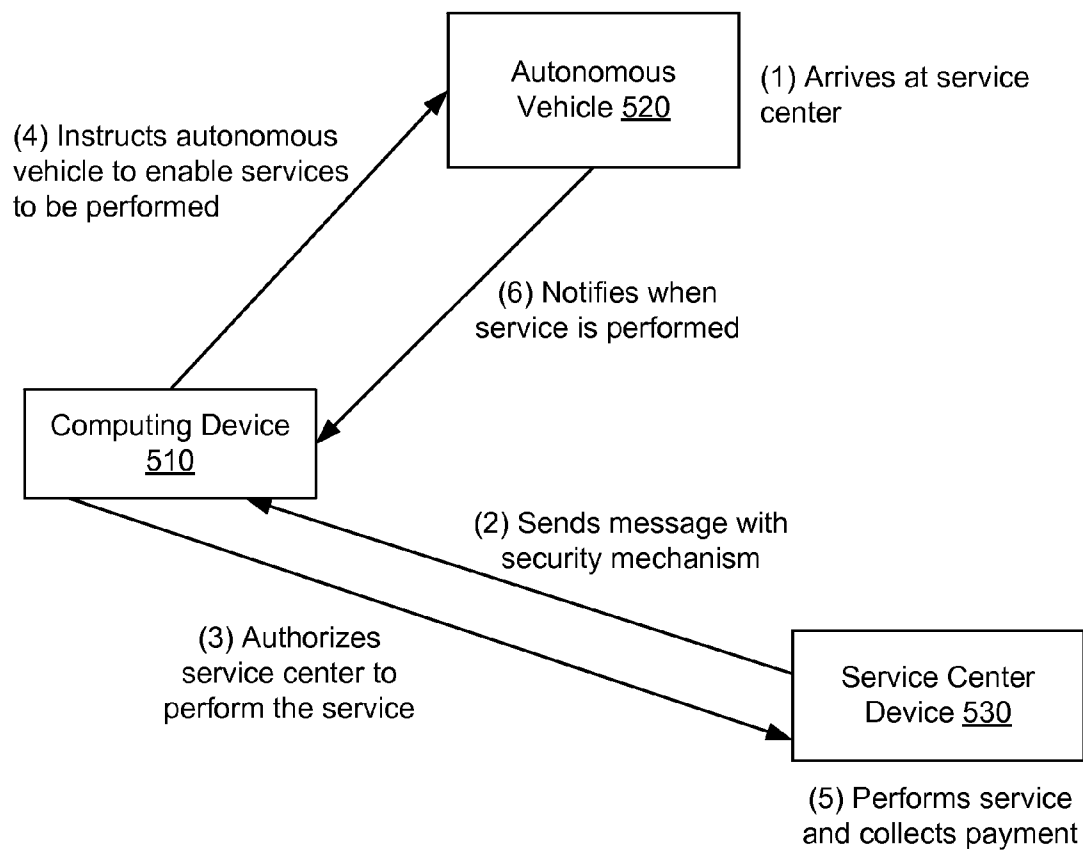 Autonomous
Vehicle 520
(1) Arrives at service
center
(4) Instructs autonomous
vehicle to enable services
to be performed
(6) Notifies when
service is performed
Computing Device
510
(2) Sends message with
security mechanism
(3) Authorizes
service center to
perform the service
Service Center
Device 530
(5) Performs service
and collects payment